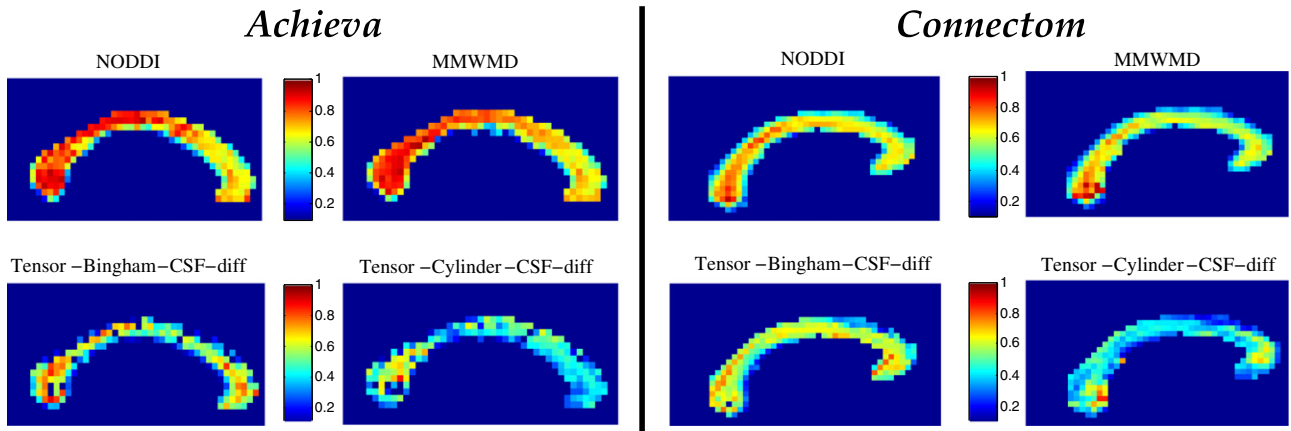 Achieva
Connectom
NODDI
MMWMD
NODDI
MMWMD
1
0.8
0.6
0.4
0.2
1
0.8
0.6
0.4
0.2
Tensor −Bingham−CSF−diff
Tensor −Cylinder−CSF−diff
Tensor −Bingham−CSF−diff
Tensor −Cylinder−CSF−diff
1
0.8
0.6
0.4
0.2
1
0.8
0.6
0.4
0.2